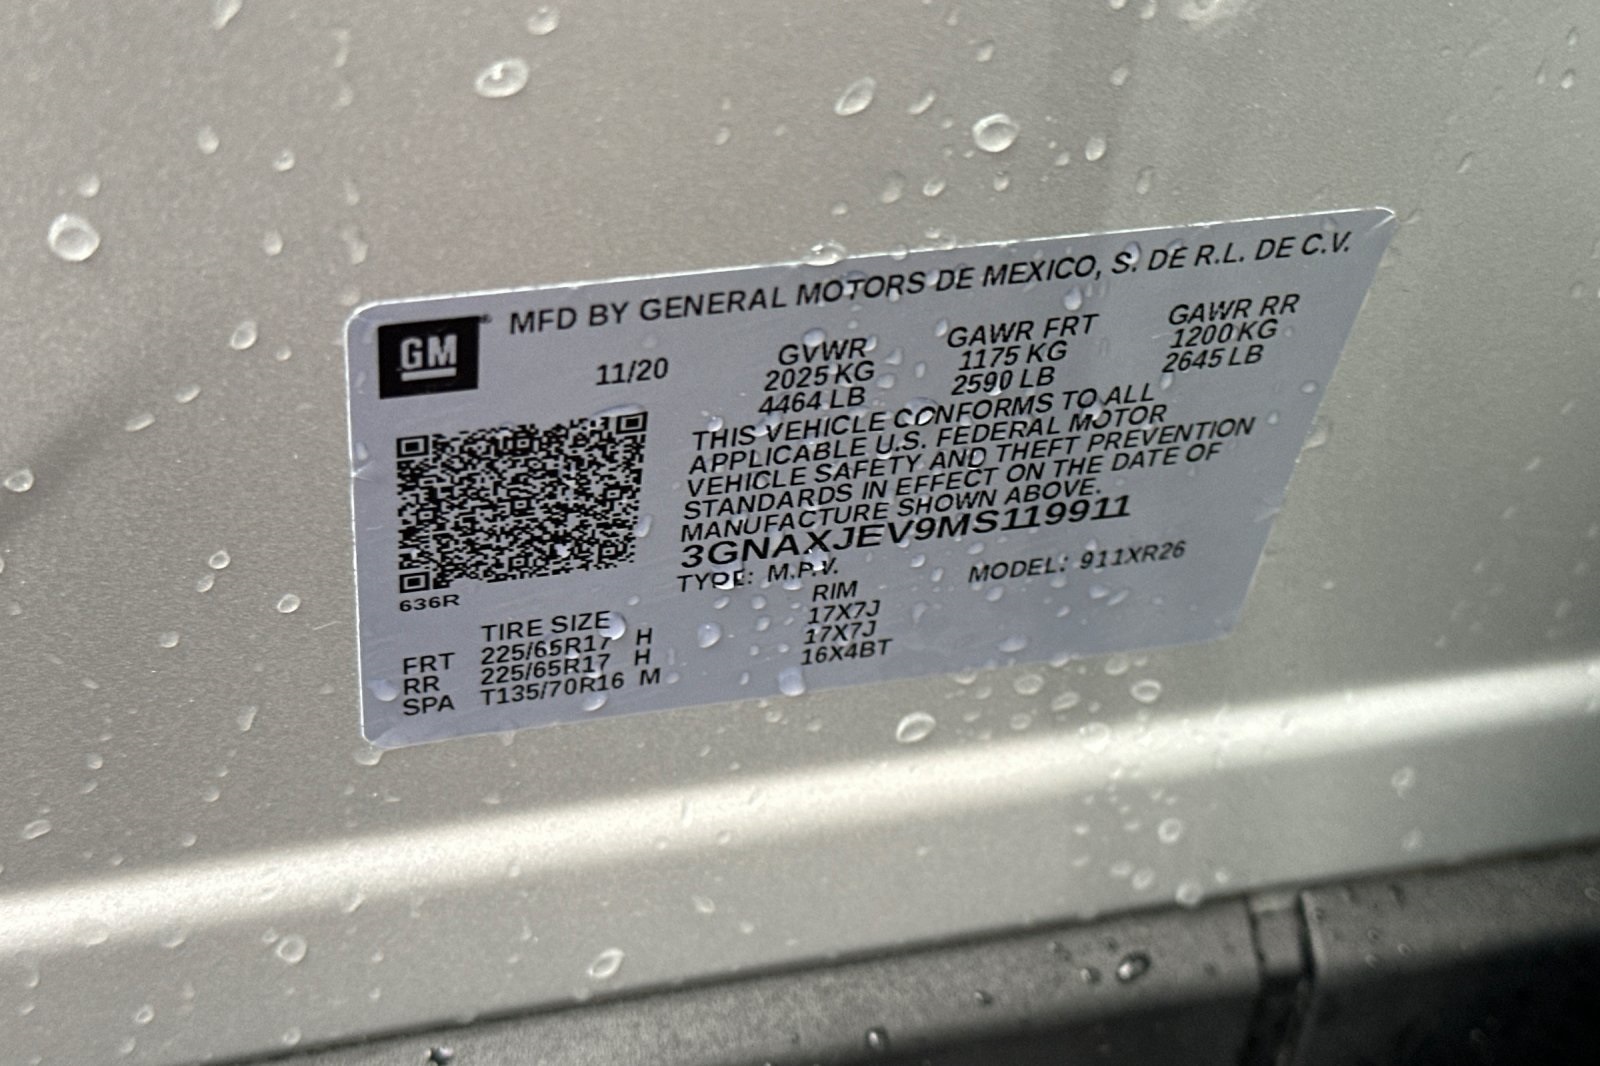 GM
MFD BY GENERAL MOTORS DE MEXICO, S. DE R.L. DE C.V.
11/20
GVWR
2025 KG
4464 LB
GAWR FRT
1175 KG
2590 LB
GAWR RR
1200 KG
2645 LB
THIS VEHICLE CONFORMS TO ALL
APPLICABLE U.S. FEDERAL MOTOR
VEHICLE SAFETY AND THEFT PREVENTION
STANDARDS IN EFFECT ON THE DATE OF
MANUFACTURE SHOWN ABOVE.
3GNAXJEV9MS119911
TYPE: M.P.V. MODEL: 911XR26
636R
TIRE SIZE RIM
FRT 225/65R17 H 17X7J
RR 225/65R17 H 17X7J
SPA T135/70R16 M 16X4BT